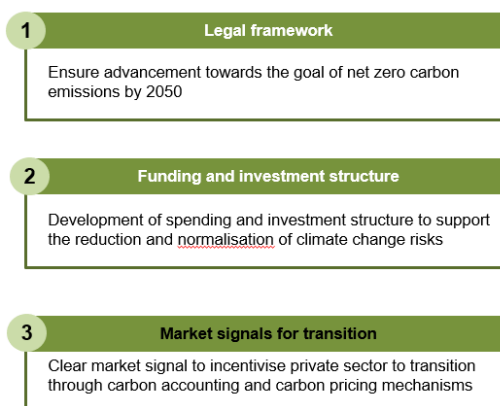 1
Legal framework
Ensure advancement towards the goal of net zero carbon
emissions by 2050
2
Funding and investment structure
Development of spending and investment structure to support
the reduction and normalisation of climate change risks
3
Market signals for transition
Clear market signal to incentivise private sector to transition
through carbon accounting and carbon pricing mechanisms